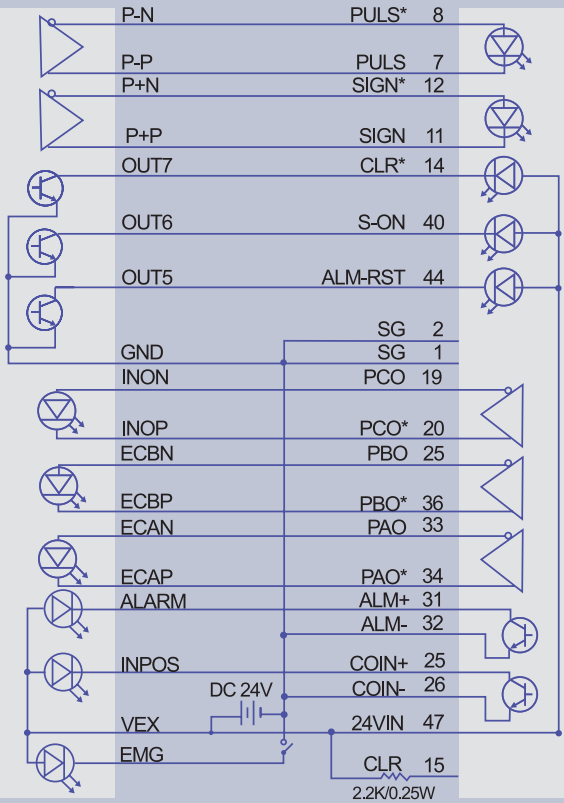 P-N PULS* 8
P-P PULS 7
P+N SIGN* 12
P+P SIGN 11
OUT7 CLR* 14
OUT6 S-ON 40
OUT5 ALM-RST 44
SG 2
GND SG 1
INON PCO 19
INOP PCO* 20
ECBN PBO 25
ECBP PBO* 36
ECAN PAO 33
ECAP PAO* 34
ALARM ALM+ 31
ALM- 32
INPOS COIN+ 25
COIN- 26
DC 24V
VEX 24VIN 47
EMG CLR 15
2.2K/0.25W